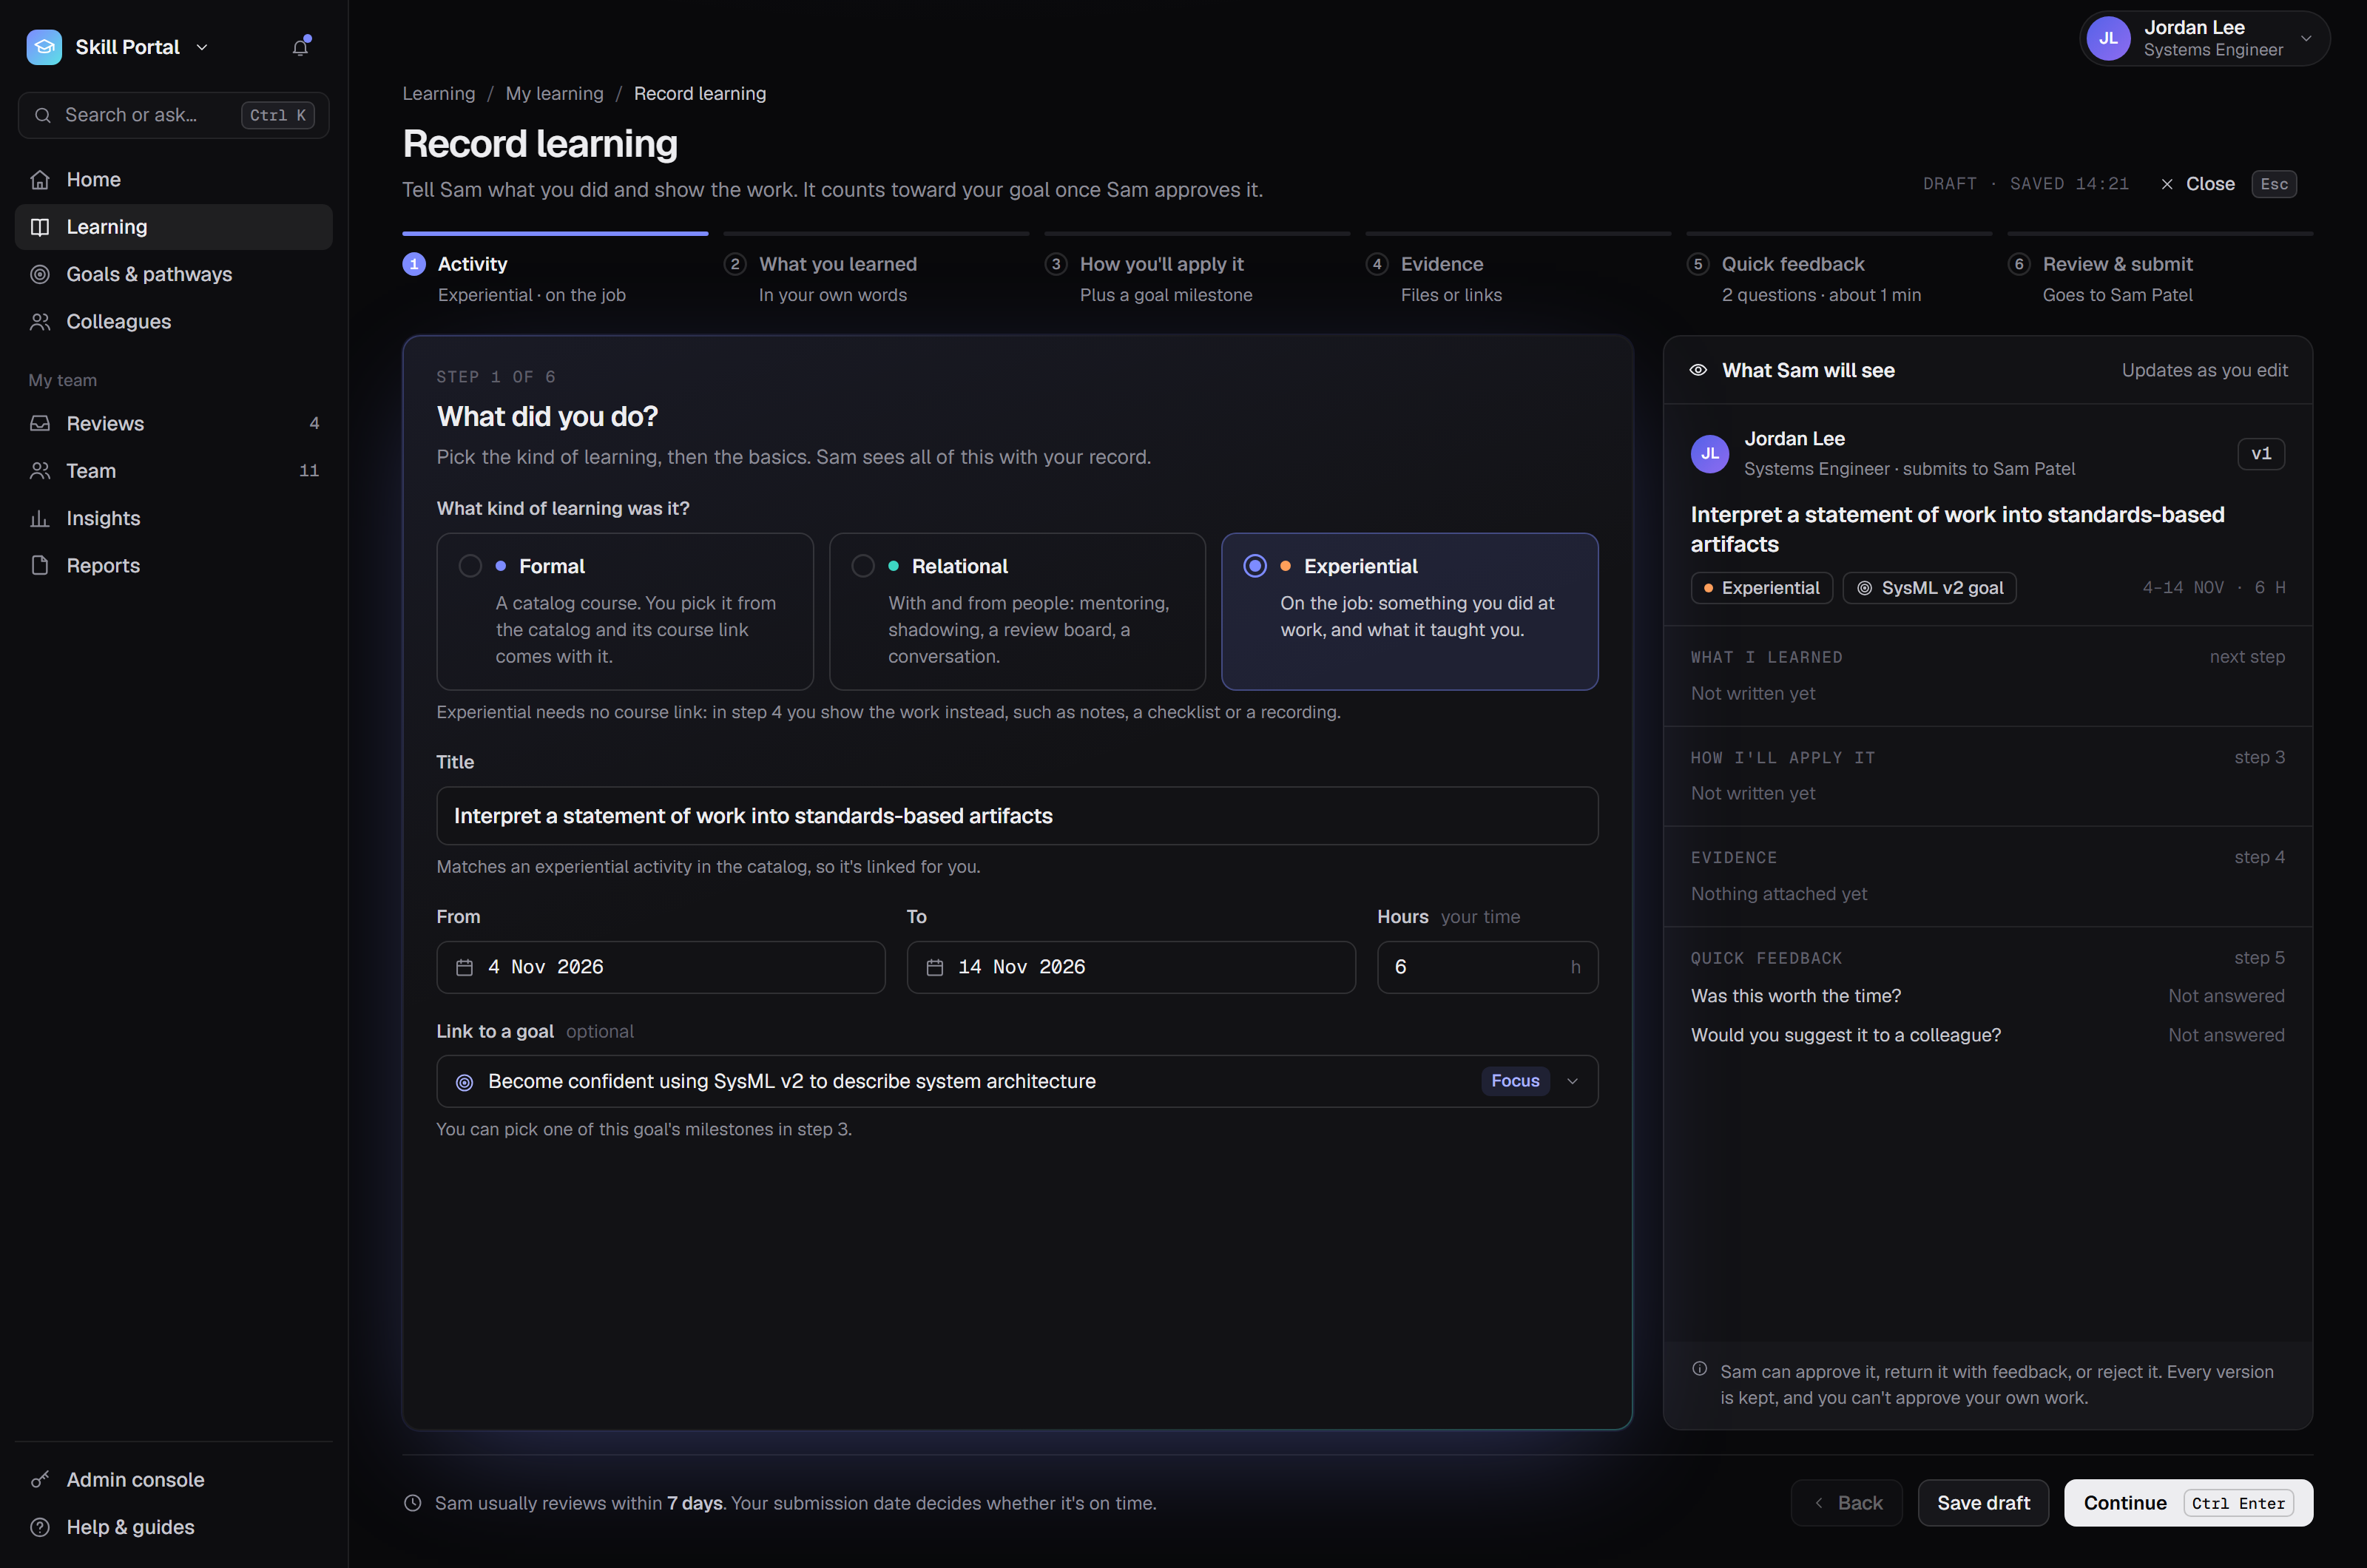 Skill Portal
Search or ask...
Ctrl K
Home
Learning
Goals & pathways
Colleagues
My team
Reviews 4
Team 11
Insights
Reports
Admin console
Help & guides
JL
Jordan Lee
Systems Engineer
Learning / My learning / Record learning
Record learning
Tell Sam what you did and show the work. It counts toward your goal once Sam approves it.
DRAFT · SAVED 14:21
Close Esc
1 Activity
Experiential · on the job
2 What you learned
In your own words
3 How you'll apply it
Plus a goal milestone
4 Evidence
Files or links
5 Quick feedback
2 questions · about 1 min
6 Review & submit
Goes to Sam Patel
STEP 1 OF 6
What did you do?
Pick the kind of learning, then the basics. Sam sees all of this with your record.
What kind of learning was it?
Formal
A catalog course. You pick it from
the catalog and its course link
comes with it.
Relational
With and from people: mentoring,
shadowing, a review board, a
conversation.
Experiential
On the job: something you did at
work, and what it taught you.
Experiential needs no course link: in step 4 you show the work instead, such as notes, a checklist or a recording.
Title
Interpret a statement of work into standards-based artifacts
Matches an experiential activity in the catalog, so it's linked for you.
From
4 Nov 2026
To
14 Nov 2026
Hours your time
6 h
Link to a goal optional
Become confident using SysML v2 to describe system architecture
Focus
You can pick one of this goal's milestones in step 3.
What Sam will see
Updates as you edit
JL
Jordan Lee
Systems Engineer · submits to Sam Patel
v1
Interpret a statement of work into standards-based
artifacts
Experiential
SysML v2 goal
4–14 NOV · 6 H
WHAT I LEARNED next step
Not written yet
HOW I'LL APPLY IT step 3
Not written yet
EVIDENCE step 4
Nothing attached yet
QUICK FEEDBACK step 5
Was this worth the time? Not answered
Would you suggest it to a colleague? Not answered
Sam can approve it, return it with feedback, or reject it. Every version
is kept, and you can't approve your own work.
Sam usually reviews within 7 days. Your submission date decides whether it's on time.
Back
Save draft
Continue Ctrl Enter